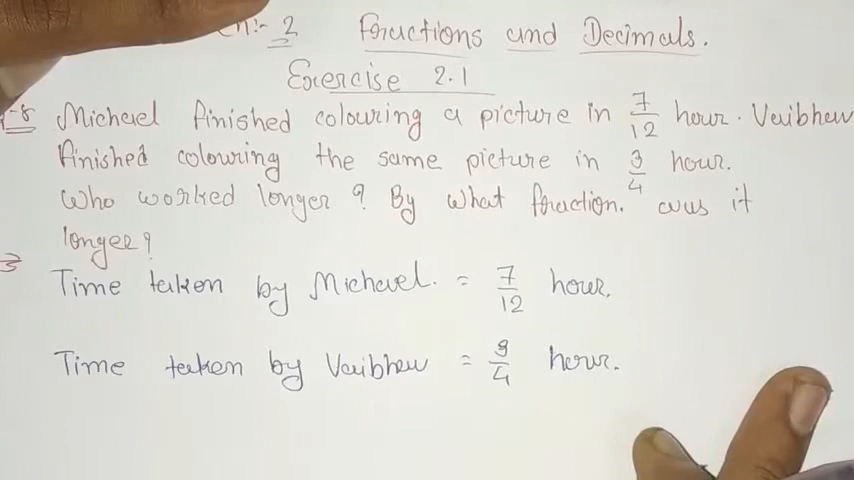 Ch:- 2 Fractions and Decimals.
Exercise 2.1
Michael finished colouring a picture in 7/12 hour. Vaibhav
finished colouring the same picture in 3/4 hour.
Who worked longer ? By what fraction. was it
longer?
Time taken by Michael. = 7/12 hour.
Time taken by Vaibhav = 3/4 hour.